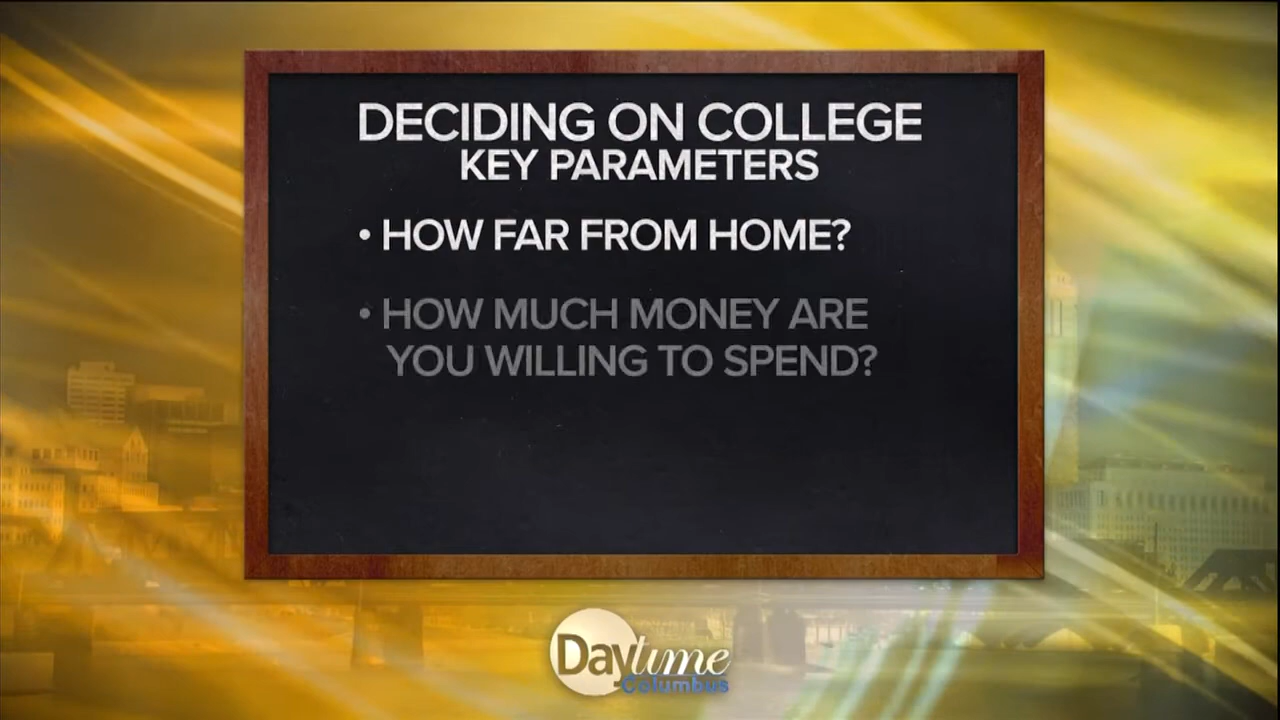 DECIDING ON COLLEGE
KEY PARAMETERS
• HOW FAR FROM HOME?
• HOW MUCH MONEY ARE
YOU WILLING TO SPEND?
Daytime
Columbus